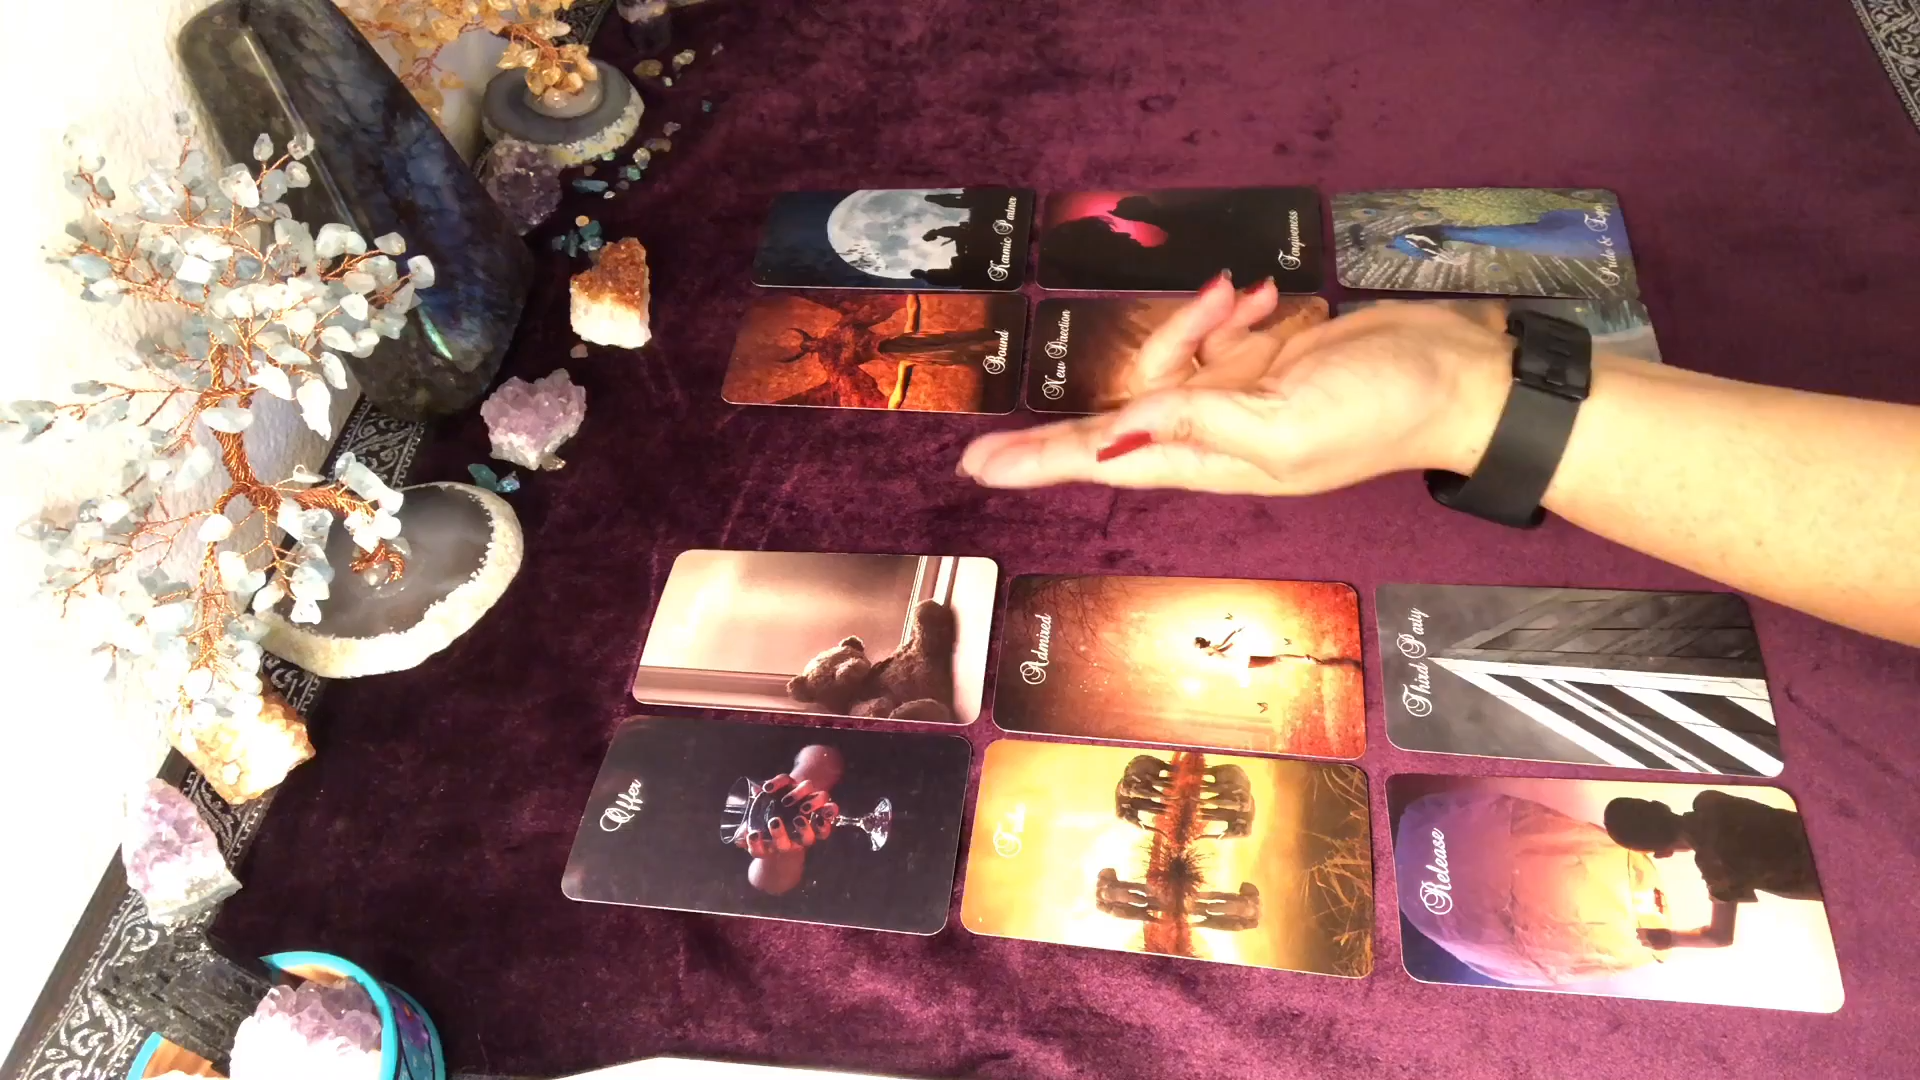 Karmic Partner
Forgiveness
Pride & Ego
Bound
New Direction
Admired
Third Party
Offer
Release